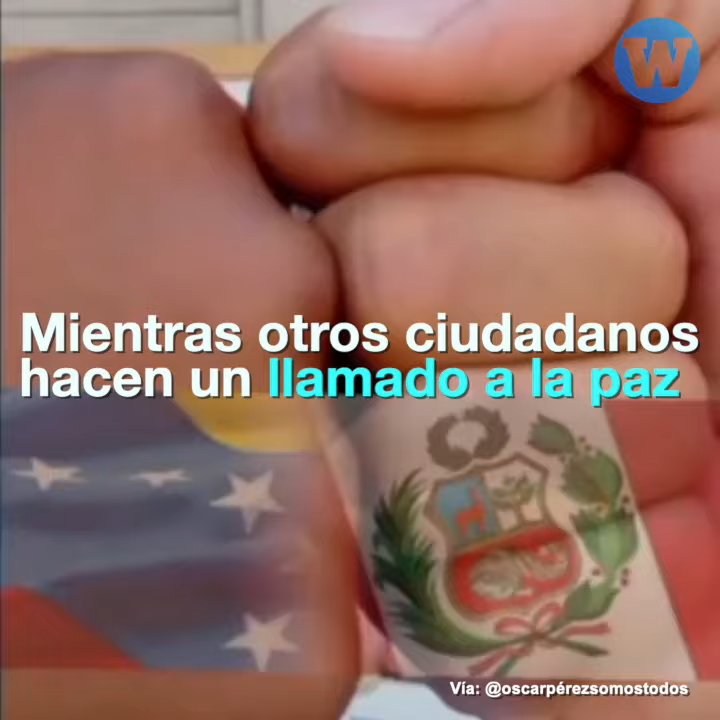 W
Mientras otros ciudadanos
hacen un llamado a la paz
Vía: @oscarpérezsomostodos